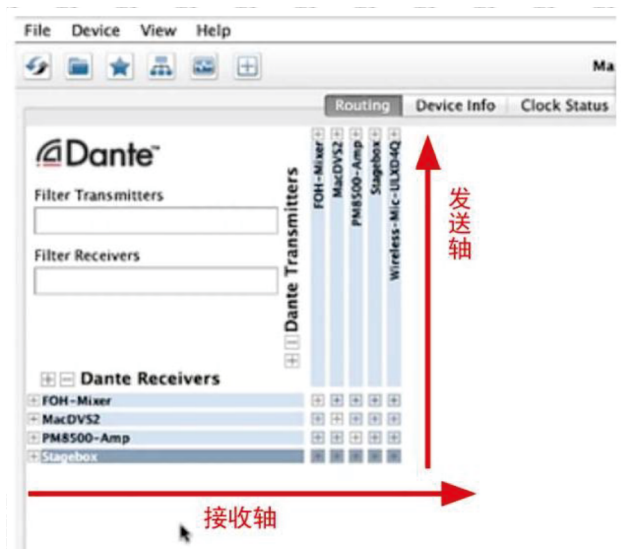 File Device View Help
Ma
Routing Device Info Clock Status
Dante™
Filter Transmitters
Filter Receivers
Dante Transmitters
FOH-Mixer
MacDVS2
PM8500-Amp
Stagebox
Wireless-Mic-ULXD4Q
发送轴
Dante Receivers
FOH-Mixer
MacDVS2
PM8500-Amp
Stagebox
接收轴